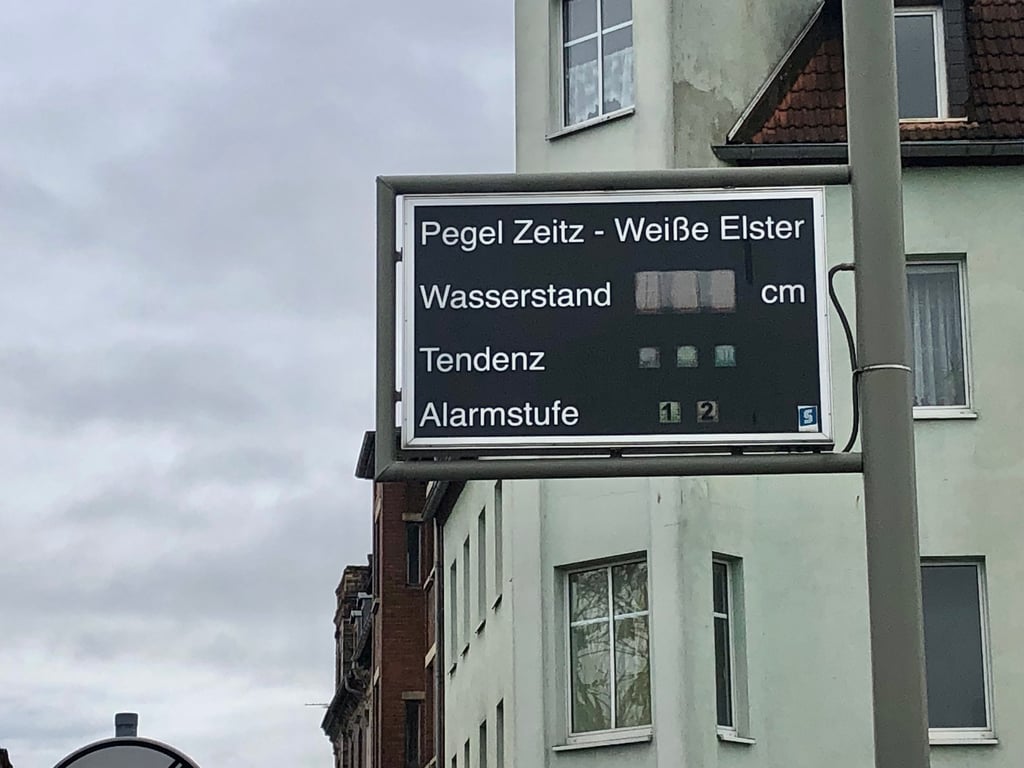 Pegel Zeitz - Weiße Elster
Wasserstand cm
Tendenz
Alarmstufe 1 2
S